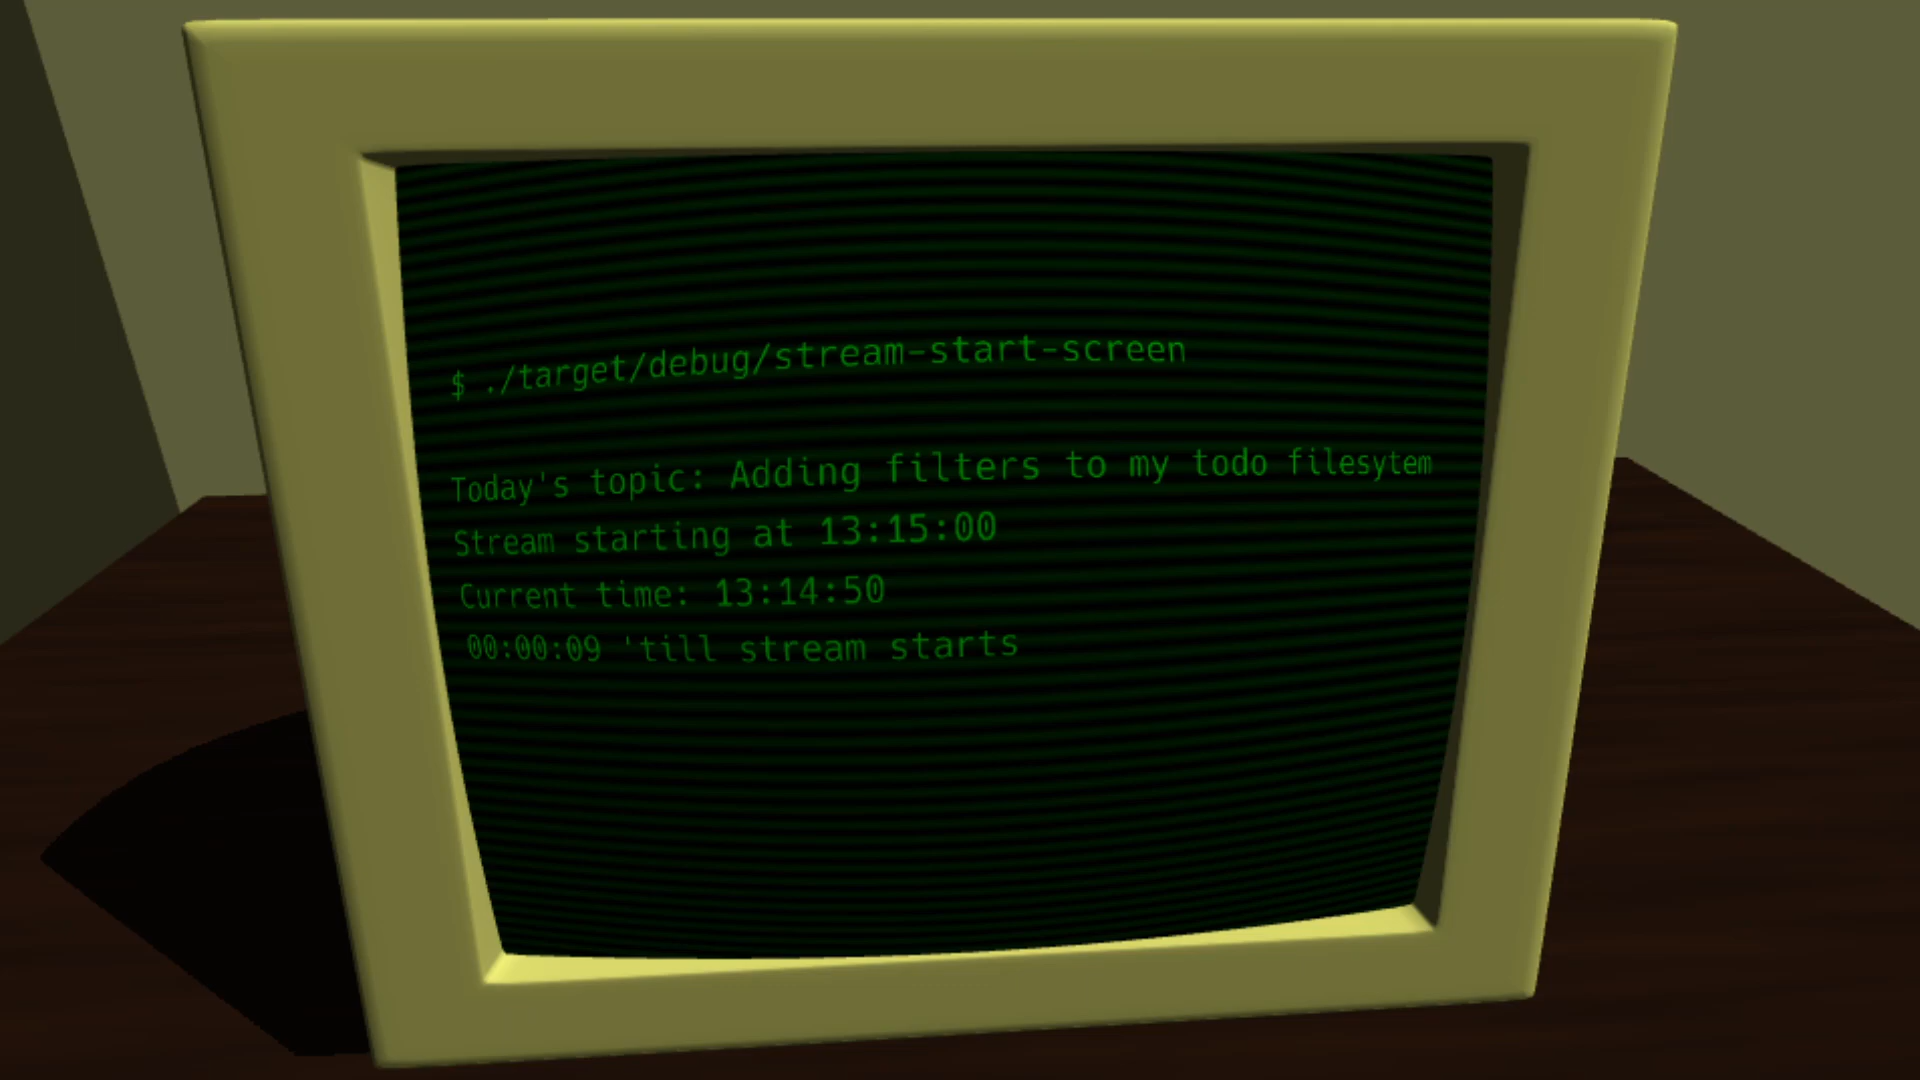 $ ./target/debug/stream-start-screen
Today's topic: Adding filters to my todo filesytem
Stream starting at 13:15:00
Current time: 13:14:50
00:00:09 'till stream starts